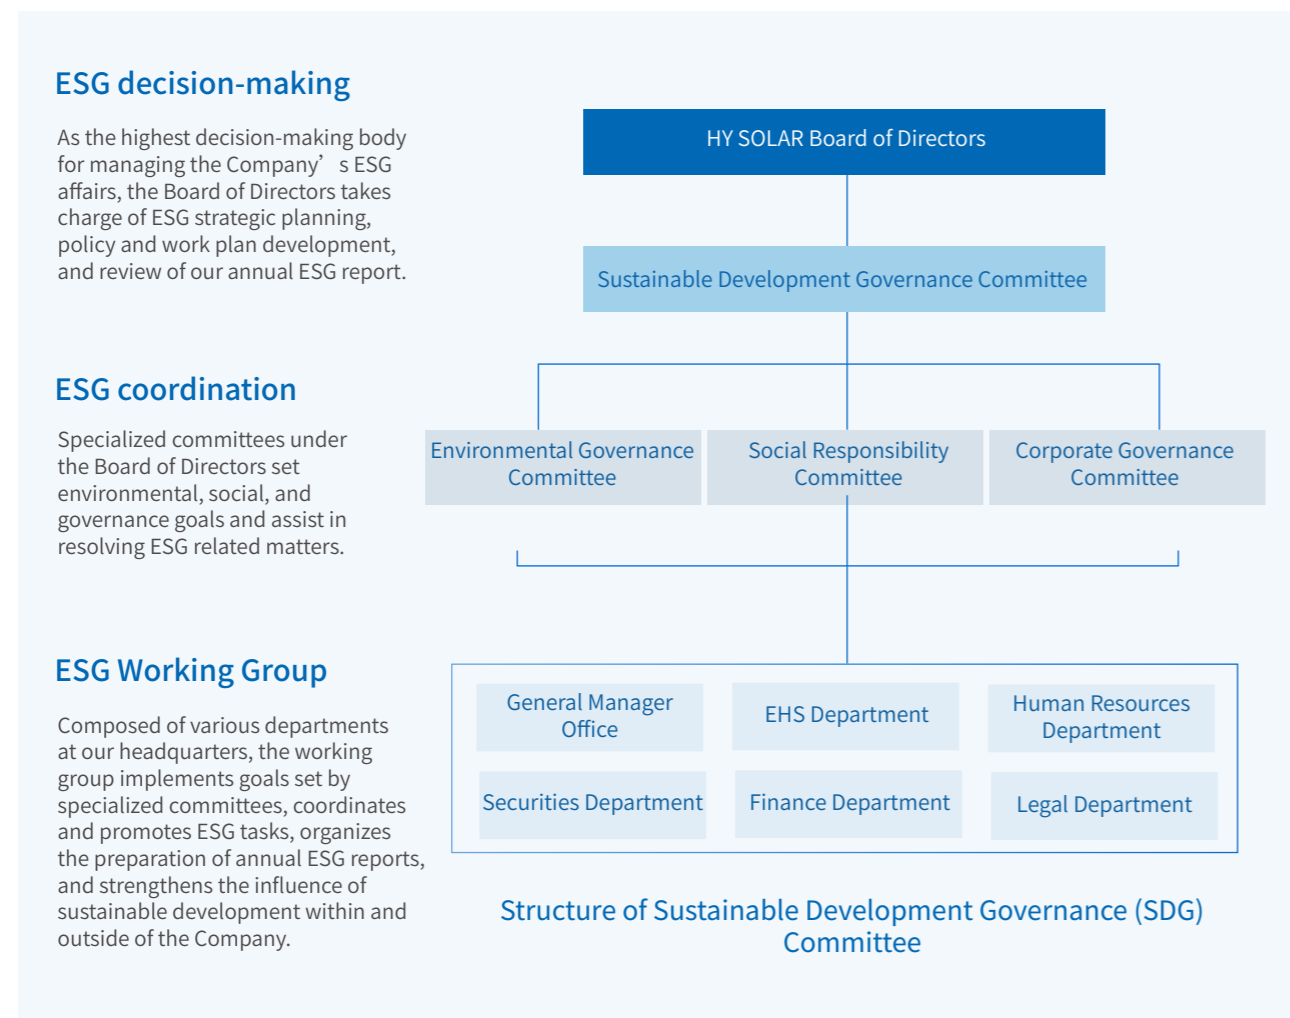 ESG decision-making
As the highest decision-making body
for managing the Company’ s ESG
affairs, the Board of Directors takes
charge of ESG strategic planning,
policy and work plan development,
and review of our annual ESG report.
HY SOLAR Board of Directors
Sustainable Development Governance Committee
ESG coordination
Specialized committees under
the Board of Directors set
environmental, social, and
governance goals and assist in
resolving ESG related matters.
Environmental Governance
Committee
Social Responsibility
Committee
Corporate Governance
Committee
ESG Working Group
Composed of various departments
at our headquarters, the working
group implements goals set by
specialized committees, coordinates
and promotes ESG tasks, organizes
the preparation of annual ESG reports,
and strengthens the influence of
sustainable development within and
outside of the Company.
General Manager
Office
EHS Department
Human Resources
Department
Securities Department
Finance Department
Legal Department
Structure of Sustainable Development Governance (SDG)
Committee